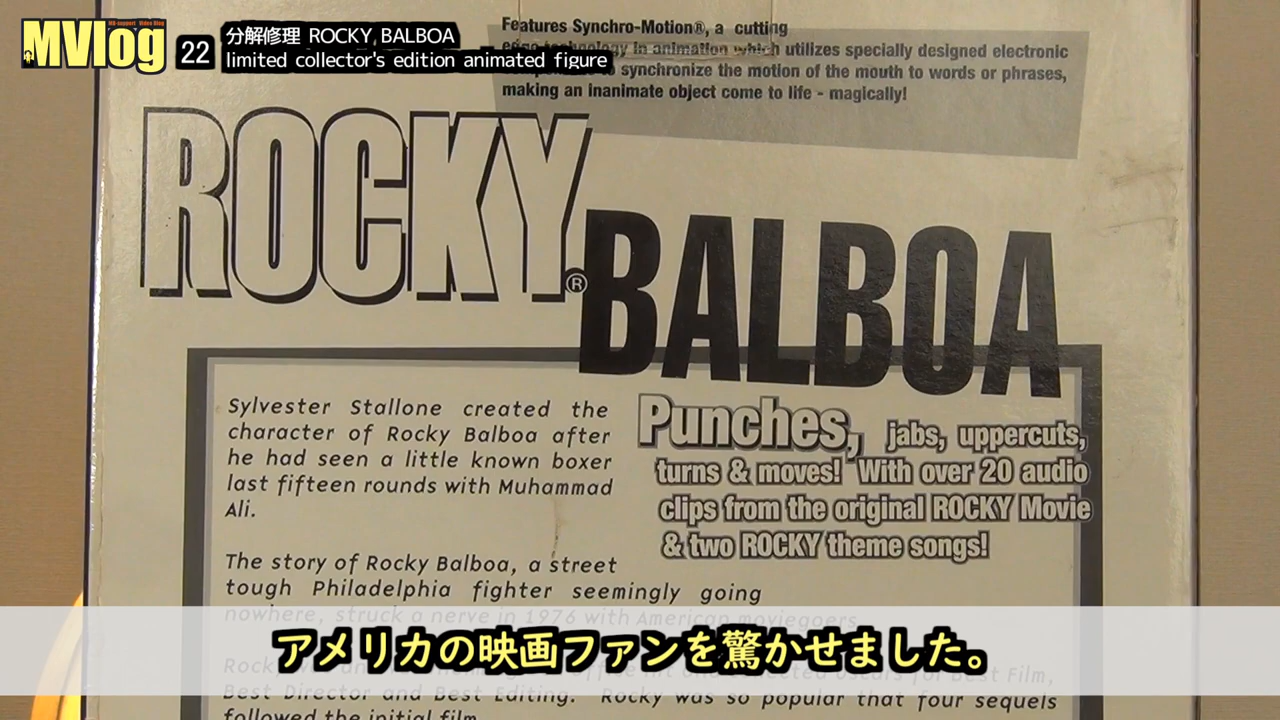 MVlog
22
分解修理 ROCKY BALBOA
limited collector's edition animated figure
Features Synchro-Motion®, a cutting
edge technology in animation which utilizes specially designed electronic
synchronize the motion of the mouth to words or phrases,
making an inanimate object come to life - magically!
ROCKY®
BALBOA
Sylvester Stallone created the
character of Rocky Balboa after
he had seen a little known boxer
last fifteen rounds with Muhammad
Ali.
Punches, jabs, uppercuts,
turns & moves! With over 20 audio
clips from the original ROCKY Movie
& two ROCKY theme songs!
The story of Rocky Balboa, a street
tough Philadelphia fighter seemingly going
nowhere, struck a nerve in 1976 with American moviegoers.
アメリカの映画ファンを驚かせました。
Best Film,
Best Director and Best Editing. Rocky was so popular that four sequels
followed the initial film.